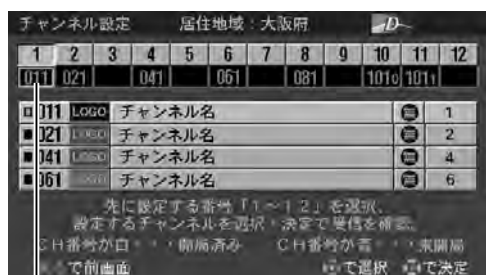 チャンネル設定 居住地域:大阪府 D
1 2 3 4 5 6 7 8 9 10 11 12
011 021 041 061 081 1010 1011
011 LOGO チャンネル名 1
021 LOGO チャンネル名 2
041 LOGO チャンネル名 4
061 チャンネル名 6
先に設定する番号「1~12」を選択、
設定するチャンネルを選択・決定で受信を確認。
CH番号が白・・・開局済み CH番号が青・・・未開局
で前画面 で選択 で決定